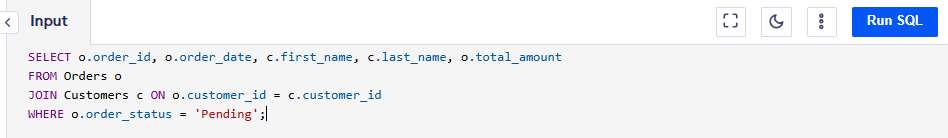 Input
Run SQL
SELECT o.order_id, o.order_date, c.first_name, c.last_name, o.total_amount
FROM Orders o
JOIN Customers c ON o.customer_id = c.customer_id
WHERE o.order_status = 'Pending';